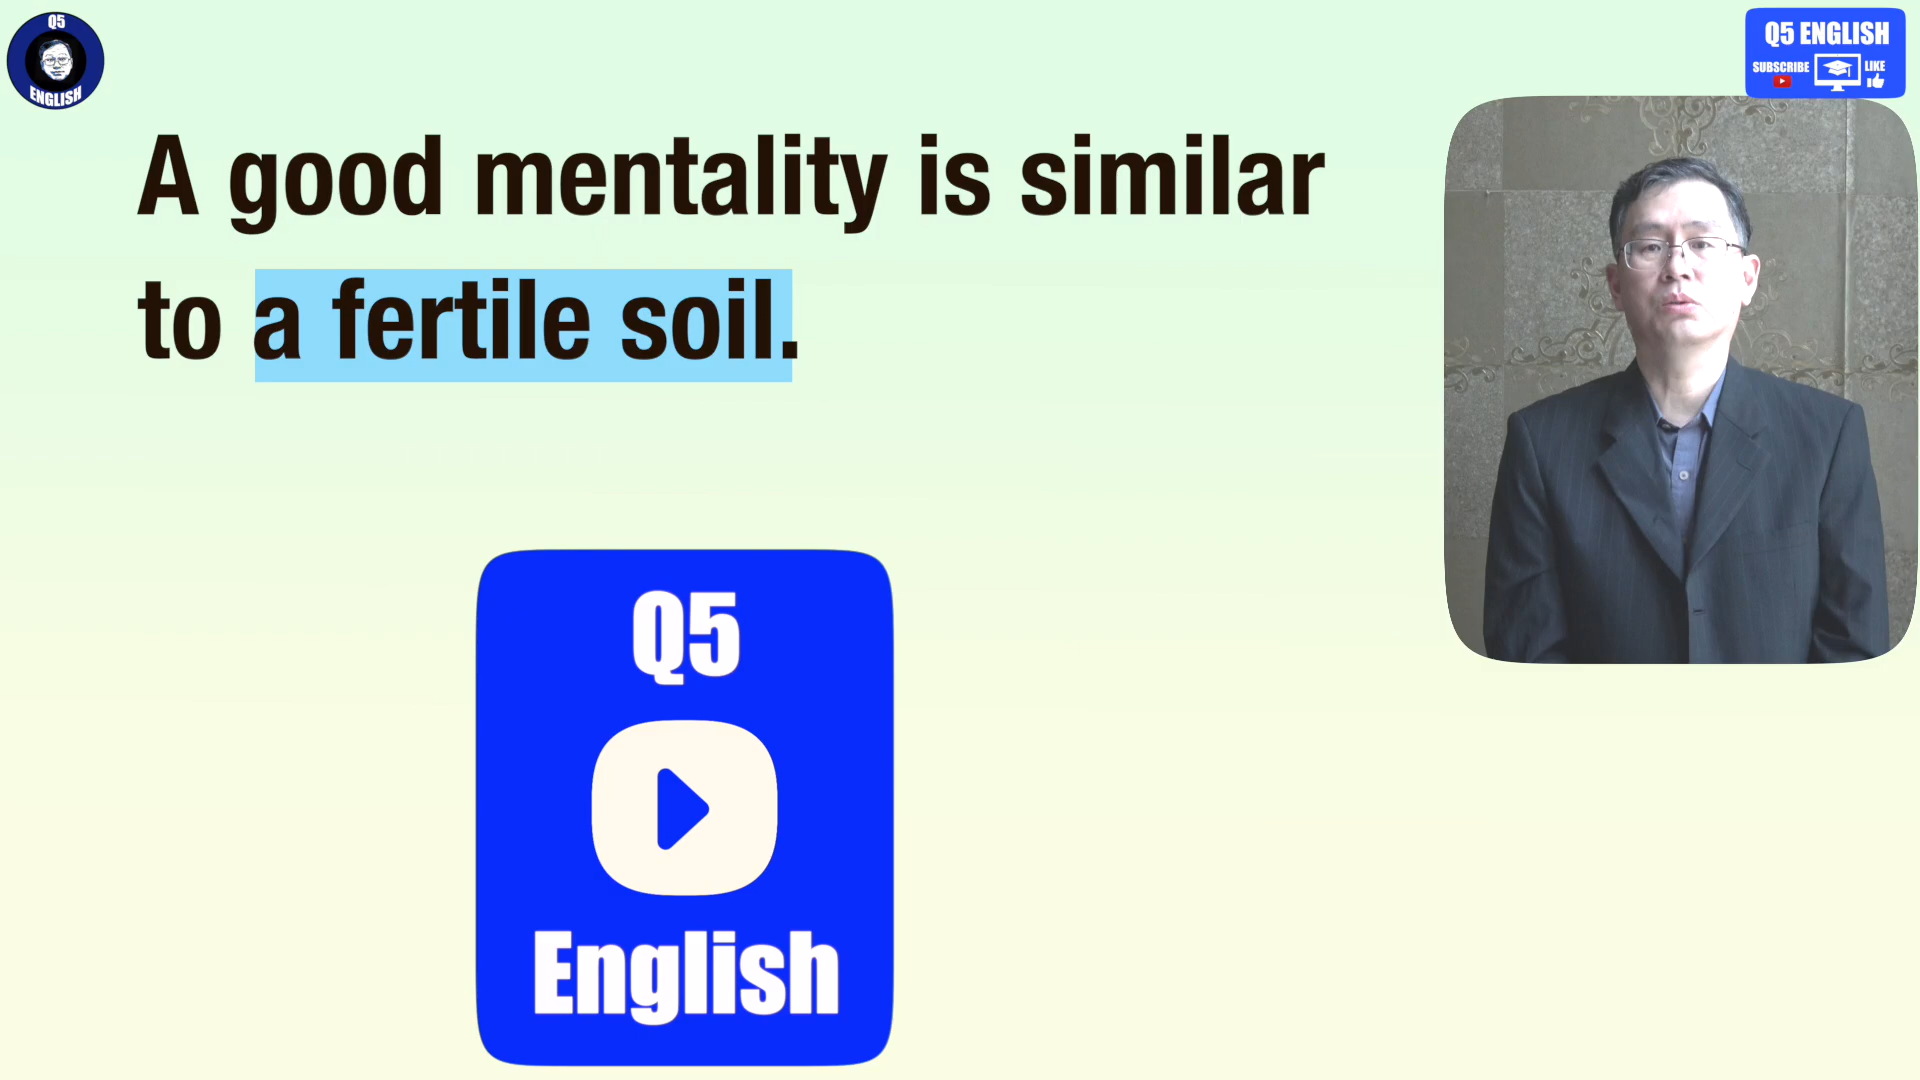 Q5
ENGLISH
Q5 ENGLISH
SUBSCRIBE
LIKE
A good mentality is similar
to a fertile soil.
Q5
English